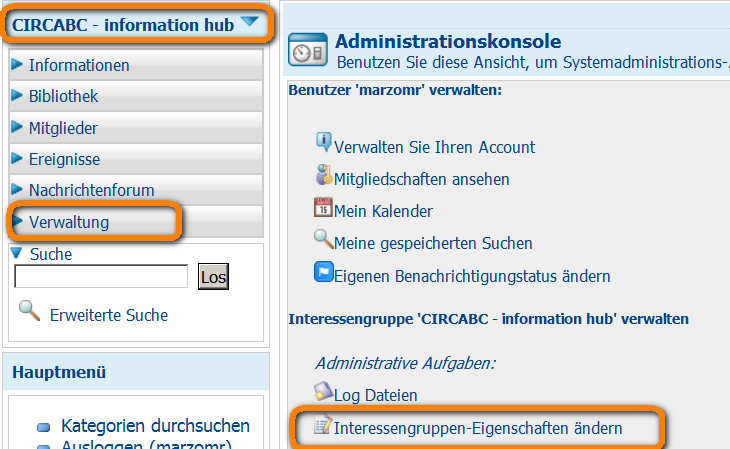 CIRCABC - information hub
Informationen
Bibliothek
Mitglieder
Ereignisse
Nachrichtenforum
Verwaltung
Suche
Los
Erweiterte Suche
Hauptmenü
Kategorien durchsuchen
Ausloggen (marzomr)
Administrationskonsole
Benutzen Sie diese Ansicht, um Systemadministrations-
Benutzer 'marzomr' verwalten:
Verwalten Sie Ihren Account
Mitgliedschaften ansehen
Mein Kalender
Meine gespeicherten Suchen
Eigenen Benachrichtigungstatus ändern
Interessengruppe 'CIRCABC - information hub' verwalten
Administrative Aufgaben:
Log Dateien
Interessengruppen-Eigenschaften ändern